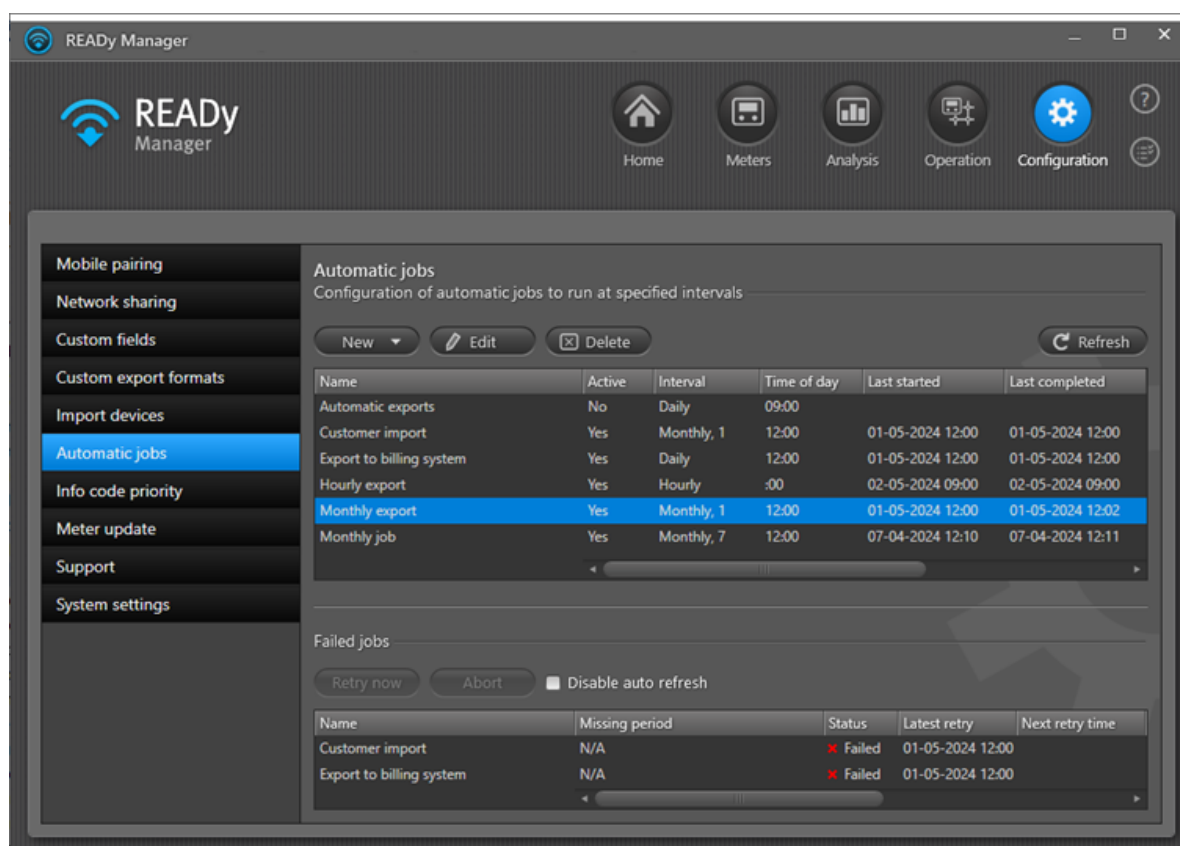 READy Manager
READy
Manager
Home Meters Analysis Operation Configuration
Mobile pairing
Network sharing
Custom fields
Custom export formats
Import devices
Automatic jobs
Info code priority
Meter update
Support
System settings
Automatic jobs
Configuration of automatic jobs to run at specified intervals
New Edit Delete Refresh
Name Active Interval Time of day Last started Last completed
Automatic exports No Daily 09:00
Customer import Yes Monthly, 1 12:00 01-05-2024 12:00 01-05-2024 12:00
Export to billing system Yes Daily 12:00 01-05-2024 12:00 01-05-2024 12:00
Hourly export Yes Hourly :00 02-05-2024 09:00 02-05-2024 09:00
Monthly export Yes Monthly, 1 12:00 01-05-2024 12:00 01-05-2024 12:02
Monthly job Yes Monthly, 7 12:00 07-04-2024 12:10 07-04-2024 12:11
Failed jobs
Retry now Abort Disable auto refresh
Name Missing period Status Latest retry Next retry time
Customer import N/A Failed 01-05-2024 12:00
Export to billing system N/A Failed 01-05-2024 12:00